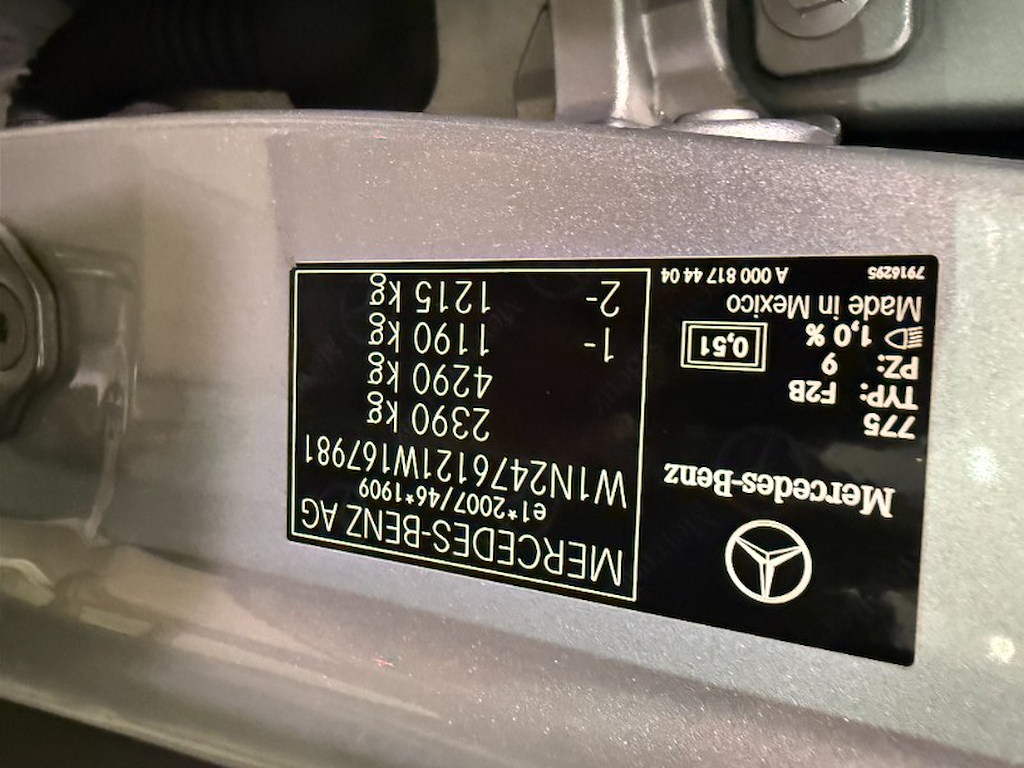 Mercedes-Benz
775
TYP: F2B
PZ: 9
1,0 % 0,51
Made in Mexico
7916295 A 000 817 44 04
MERCEDES-BENZ AG
e1*2007/46*1909
W1N2476121W167981
2390 kg
4290 kg
1- 1190 kg
2- 1215 kg